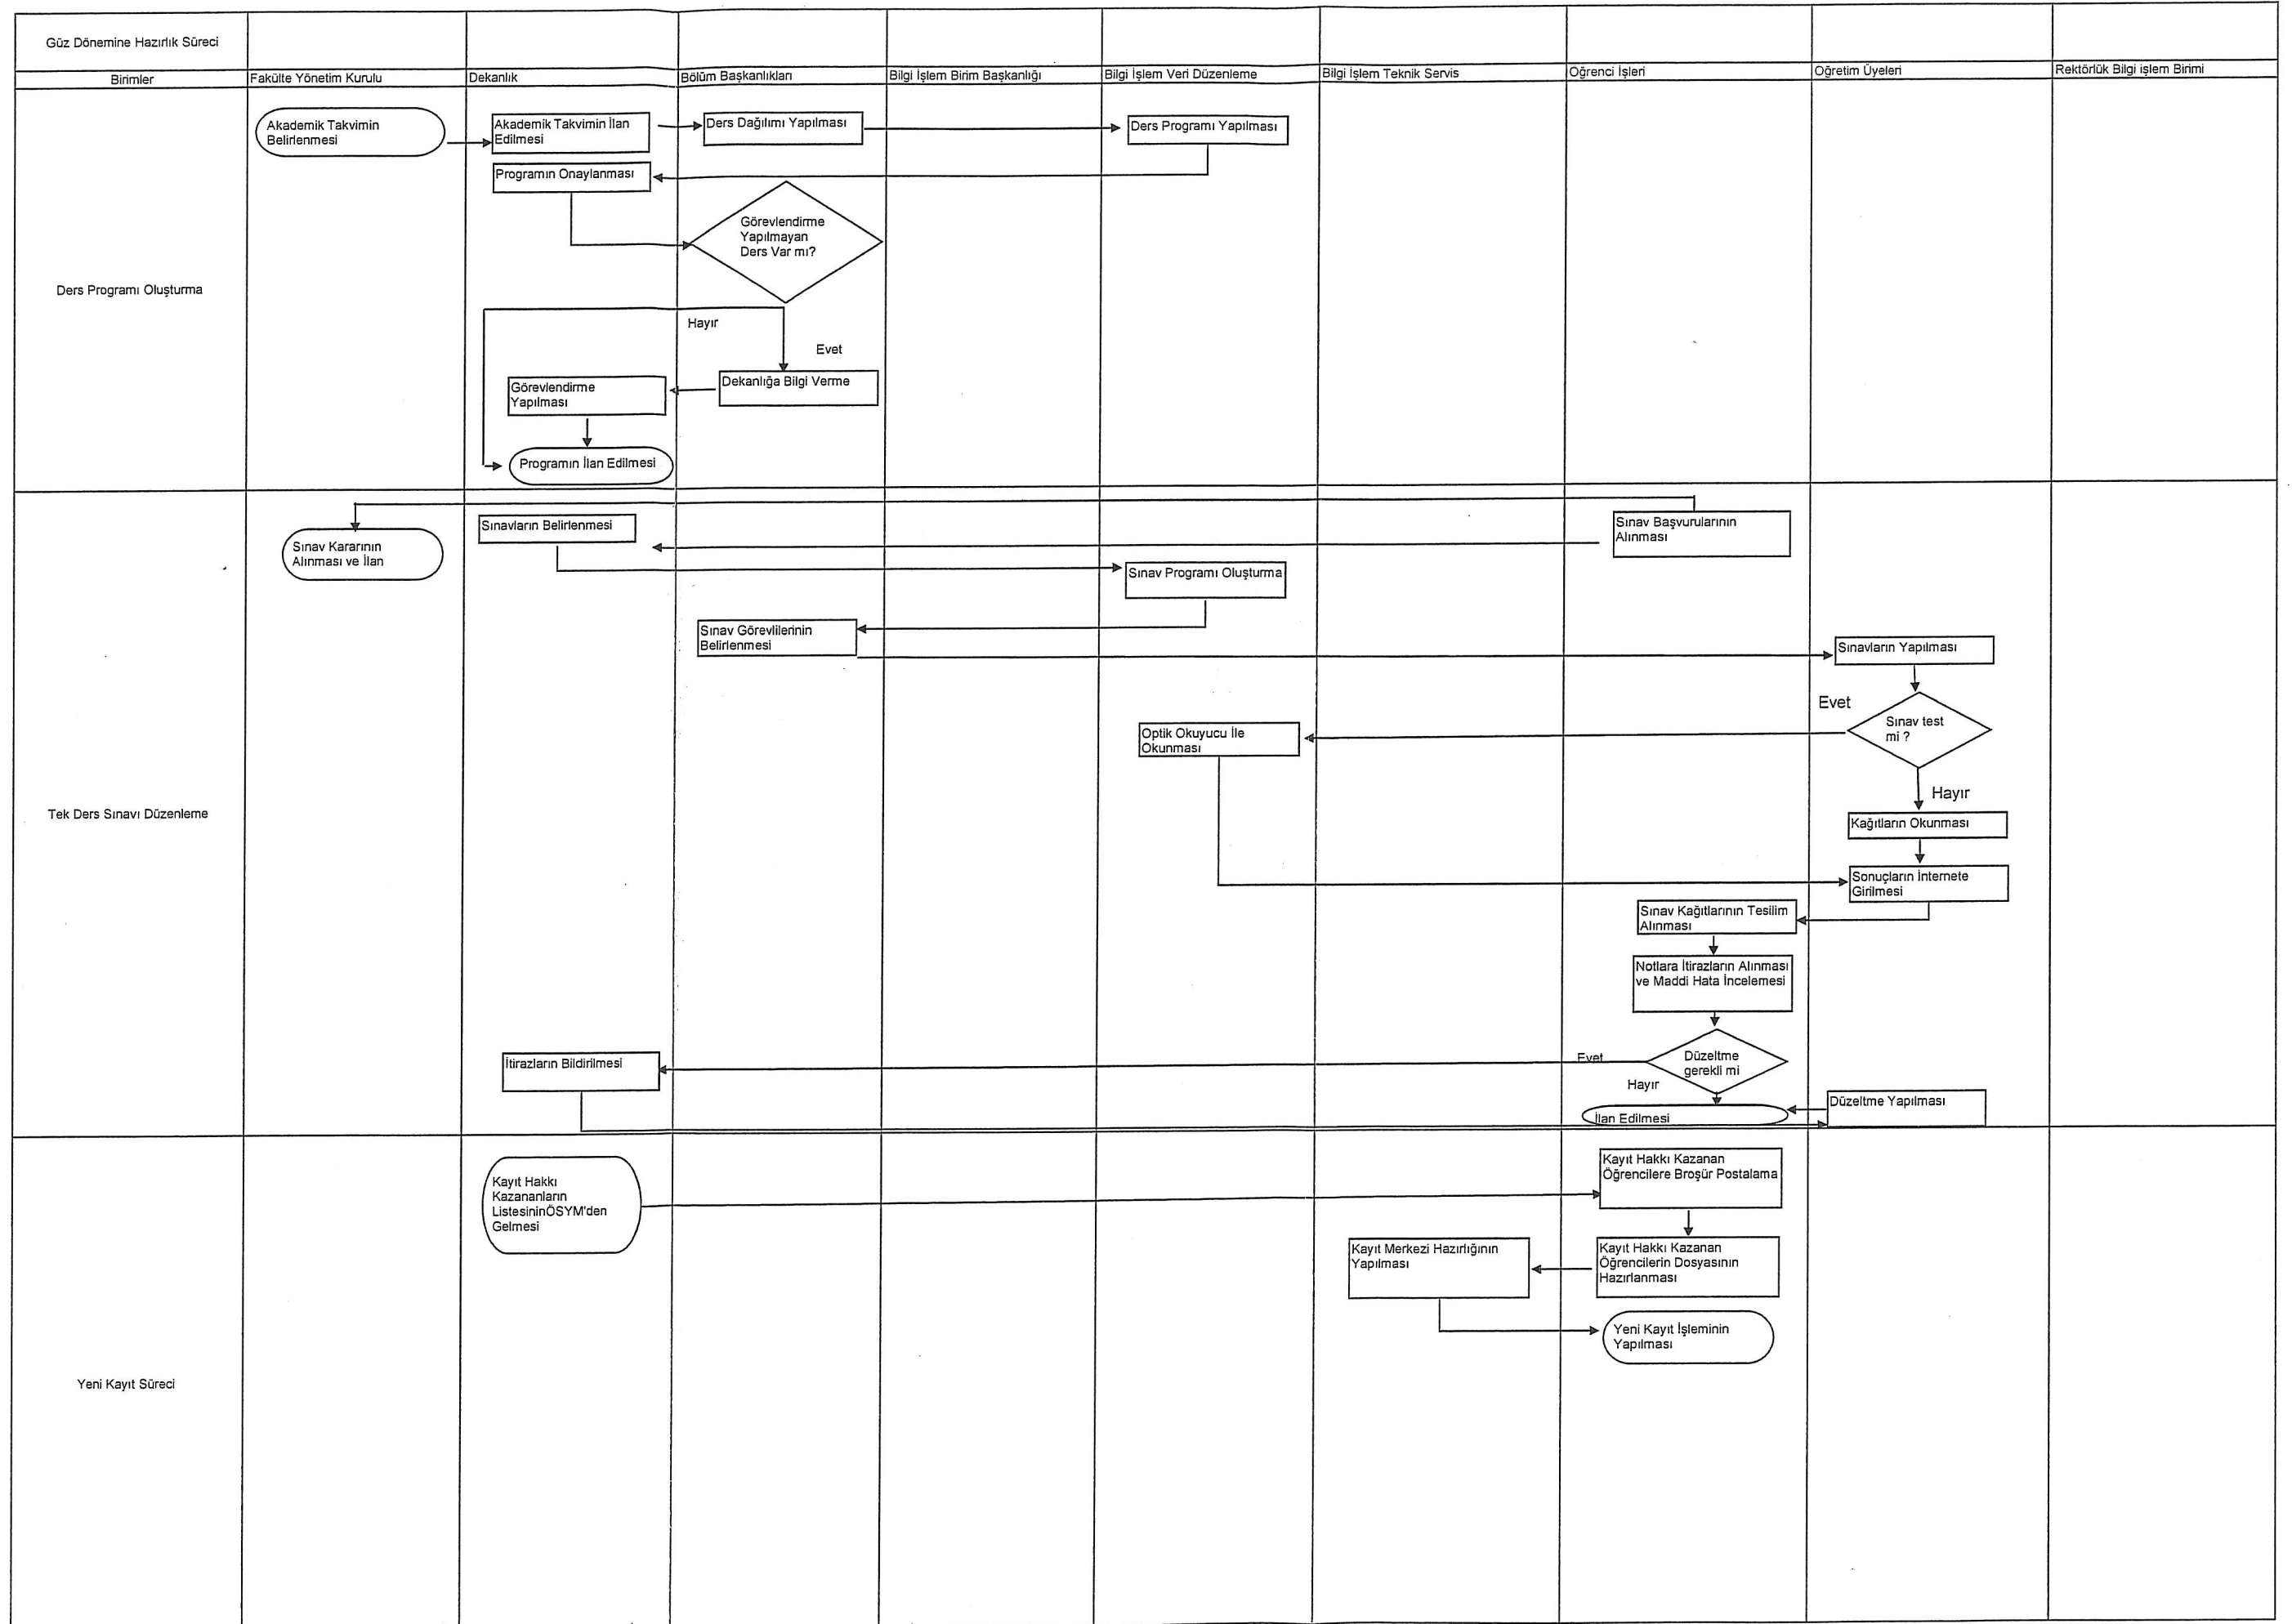 Güz Dönemine Hazırlık Süreci
Birimler
Fakülte Yönetim Kurulu
Dekanlık
Bölüm Başkanlıkları
Bilgi İşlem Birim Başkanlığı
Bilgi İşlem Veri Düzenleme
Bilgi İşlem Teknik Servis
Öğrenci İşleri
Öğretim Üyeleri
Rektörlük Bilgi işlem Birimi
Ders Programı Oluşturma
Akademik Takvimin
Belirlenmesi
Akademik Takvimin İlan
Edilmesi
Ders Dağılımı Yapılması
Ders Programı Yapılması
Programın Onaylanması
Görevlendirme
Yapılmayan
Ders Var mı?
Hayır
Evet
Dekanlığa Bilgi Verme
Görevlendirme
Yapılması
Programın İlan Edilmesi
Tek Ders Sınavı Düzenleme
Sınav Kararının
Alınması ve İlan
Sınavların Belirlenmesi
Sınav Başvurularının
Alınması
Sınav Programı Oluşturma
Sınav Görevlilerinin
Belirlenmesi
Sınavların Yapılması
Evet
Sınav test
mi ?
Optik Okuyucu İle
Okunması
Hayır
Kağıtların Okunması
Sonuçların İnternete
Girilmesi
Sınav Kağıtlarının Tesilim
Alınması
Notlara İtirazların Alınması
ve Maddi Hata İncelemesi
İtirazların Bildirilmesi
Evet
Düzeltme
gerekli mi
Hayır
İlan Edilmesi
Düzeltme Yapılması
Yeni Kayıt Süreci
Kayıt Hakkı
Kazananların
ListesininÖSYM'den
Gelmesi
Kayıt Hakkı Kazanan
Öğrencilere Broşür Postalama
Kayıt Merkezi Hazırlığının
Yapılması
Kayıt Hakkı Kazanan
Öğrencilerin Dosyasının
Hazırlanması
Yeni Kayıt İşleminin
Yapılması